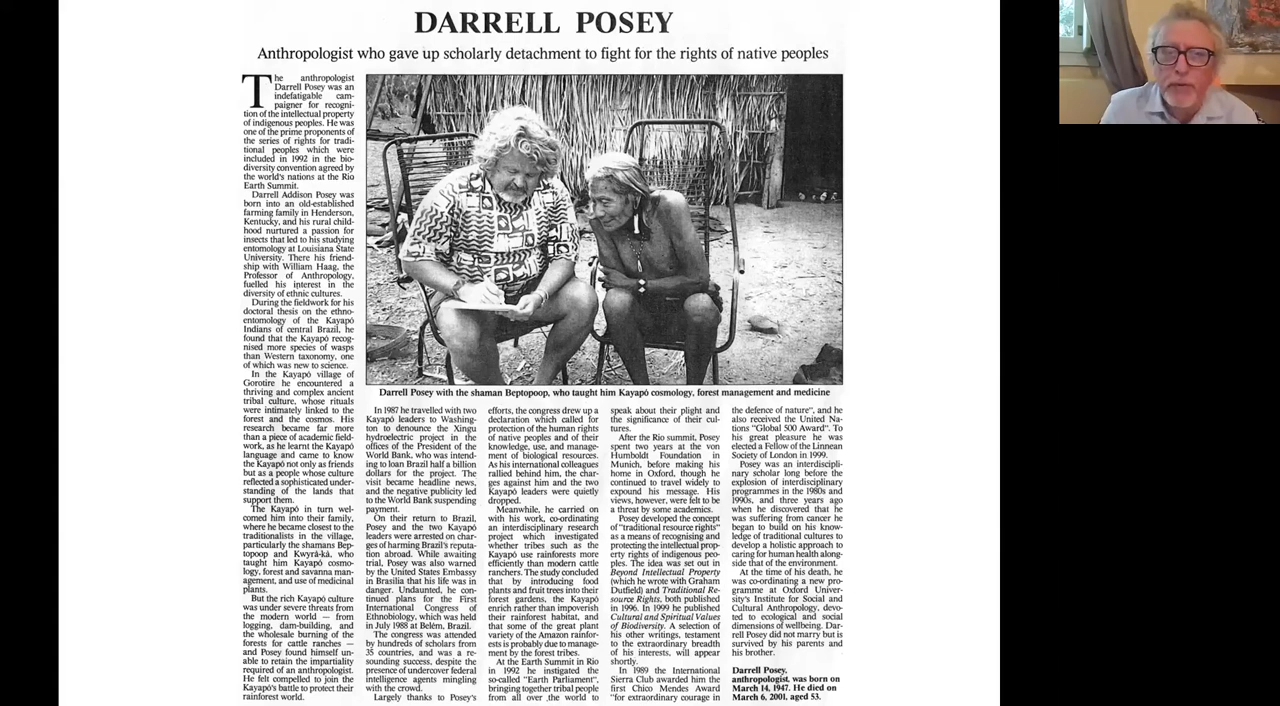 DARRELL POSEY
Anthropologist who gave up scholarly detachment to fight for the rights of native peoples
The anthropologist
Darrell Posey was an
indefatigable cam-
paigner for recogni-
tion of the intellectual property
of indigenous peoples. He was
one of the prime proponents of
the series of rights for tradi-
tional peoples which were
included in 1992 in the bio-
diversity convention agreed by
the world's nations at the Rio
Earth Summit.
Darrell Addison Posey was
born into an old-established
farming family in Henderson,
Kentucky, and his rural child-
hood nurtured a passion for
insects that led to his studying
entomology at Louisiana State
University. There his friend-
ship with William Haag, the
Professor of Anthropology,
fuelled his interest in the
diversity of ethnic cultures.
During the fieldwork for his
doctoral thesis on the ethno-
entomology of the Kayapó
Indians of central Brazil, he
found that the Kayapó recog-
nised more species of wasps
than Western taxonomy, one
of which was new to science.
In the Kayapó village of
Gorotire he encountered a
thriving and complex ancient
tribal culture, whose rituals
were intimately linked to the
forest and the cosmos. His
research became far more
than a piece of academic field-
work, as he learnt the Kayapó
language and came to know
the Kayapó not only as friends
but as a people whose culture
reflected a sophisticated under-
standing of the lands that
support them.
The Kayapó in turn wel-
comed him into their family,
where he became closest to the
traditionalists in the village,
particularly the shamans Bep-
topoop and Kwyrà-kà, who
taught him Kayapó cosmo-
logy, forest and savanna man-
agement, and use of medicinal
plants.
But the rich Kayapó culture
was under severe threats from
the modern world — from
logging, dam-building, and
the wholesale burning of the
forests for cattle ranches —
and Posey found himself un-
able to retain the impartiality
required of an anthropologist.
He felt compelled to join the
Kayapó's battle to protect their
rainforest world.
Darrell Posey with the shaman Beptopoop, who taught him Kayapó cosmology, forest management and medicine
In 1987 he travelled with two
Kayapó leaders to Washing-
ton to denounce the Xingu
hydroelectric project in the
offices of the President of the
World Bank, who was intend-
ing to loan Brazil half a billion
dollars for the project. The
visit became headline news,
and the negative publicity led
to the World Bank suspending
payment.
On their return to Brazil,
Posey and the two Kayapó
leaders were arrested on char-
ges of harming Brazil's reputa-
tion abroad. While awaiting
trial, Posey was also warned
by the United States Embassy
in Brasilia that his life was in
danger. Undaunted, he con-
tinued plans for the First
International Congress of
Ethnobiology, which was held
in July 1988 at Belém, Brazil.
The congress was attended
by hundreds of scholars from
35 countries, and was a re-
sounding success, despite the
presence of undercover federal
intelligence agents mingling
with the crowd.
Largely thanks to Posey's
efforts, the congress drew up a
declaration which called for
protection of the human rights
of native peoples and of their
knowledge, use, and manage-
ment of biological resources.
As his international colleagues
rallied behind him, the char-
ges against him and the two
Kayapó leaders were quietly
dropped.
Meanwhile, he carried on
with his work, co-ordinating
an interdisciplinary research
project which investigated
whether tribes such as the
Kayapó use rainforests more
efficiently than modern cattle
ranchers. The study concluded
that by introducing food
plants and fruit trees into their
forest gardens, the Kayapó
enrich rather than impoverish
their rainforest habitat, and
that some of the great plant
variety of the Amazon rainfor-
ests is probably due to manage-
ment by the forest tribes.
At the Earth Summit in Rio
in 1992 he instigated the
so-called "Earth Parliament",
bringing together tribal people
from all over the world to
speak about their plight and
the significance of their cul-
tures.
After the Rio summit, Posey
spent two years at the von
Humboldt Foundation in
Munich, before making his
home in Oxford, though he
continued to travel widely to
expound his message. His
views, however, were felt to be
a threat by some academics.
Posey developed the concept
of "traditional resource rights"
as a means of recognising and
protecting the intellectual prop-
erty rights of indigenous peo-
ples. The idea was set out in
Beyond Intellectual Property
(which he wrote with Graham
Dutfield) and Traditional Re-
source Rights, both published
in 1996. In 1999 he published
Cultural and Spiritual Values
of Biodiversity. A selection of
his other writings, testament
to the extraordinary breadth
of his interests, will appear
shortly.
In 1989 the International
Sierra Club awarded him the
first Chico Mendes Award
"for extraordinary courage in
the defence of nature", and he
also received the United Na-
tions "Global 500 Award". To
his great pleasure he was
elected a Fellow of the Linnean
Society of London in 1999.
Posey was an interdiscipli-
nary scholar long before the
explosion of interdisciplinary
programmes in the 1980s and
1990s, and three years ago
when he discovered that he
was suffering from cancer he
began to build on his know-
ledge of traditional cultures to
develop a holistic approach to
caring for human health along-
side that of the environment.
At the time of his death, he
was co-ordinating a new pro-
gramme at Oxford Univer-
sity's Institute for Social and
Cultural Anthropology, devo-
ted to ecological and social
dimensions of wellbeing. Dar-
rell Posey did not marry but is
survived by his parents and
his brother.
Darrell Posey,
anthropologist, was born on
March 14, 1947. He died on
March 6, 2001, aged 53.